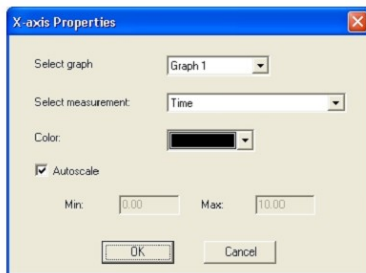 X-axis Properties
Select graph Graph 1
Select measurement: Time
Color:
Autoscale
Min: 0.00 Max: 10.00
OK Cancel